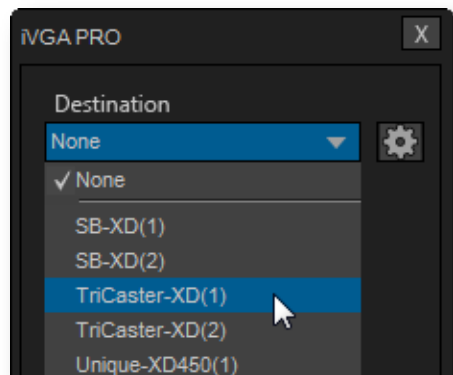 iVGA PRO X
Destination
None
✓ None
SB-XD(1)
SB-XD(2)
TriCaster-XD(1)
TriCaster-XD(2)
Unique-XD450(1)